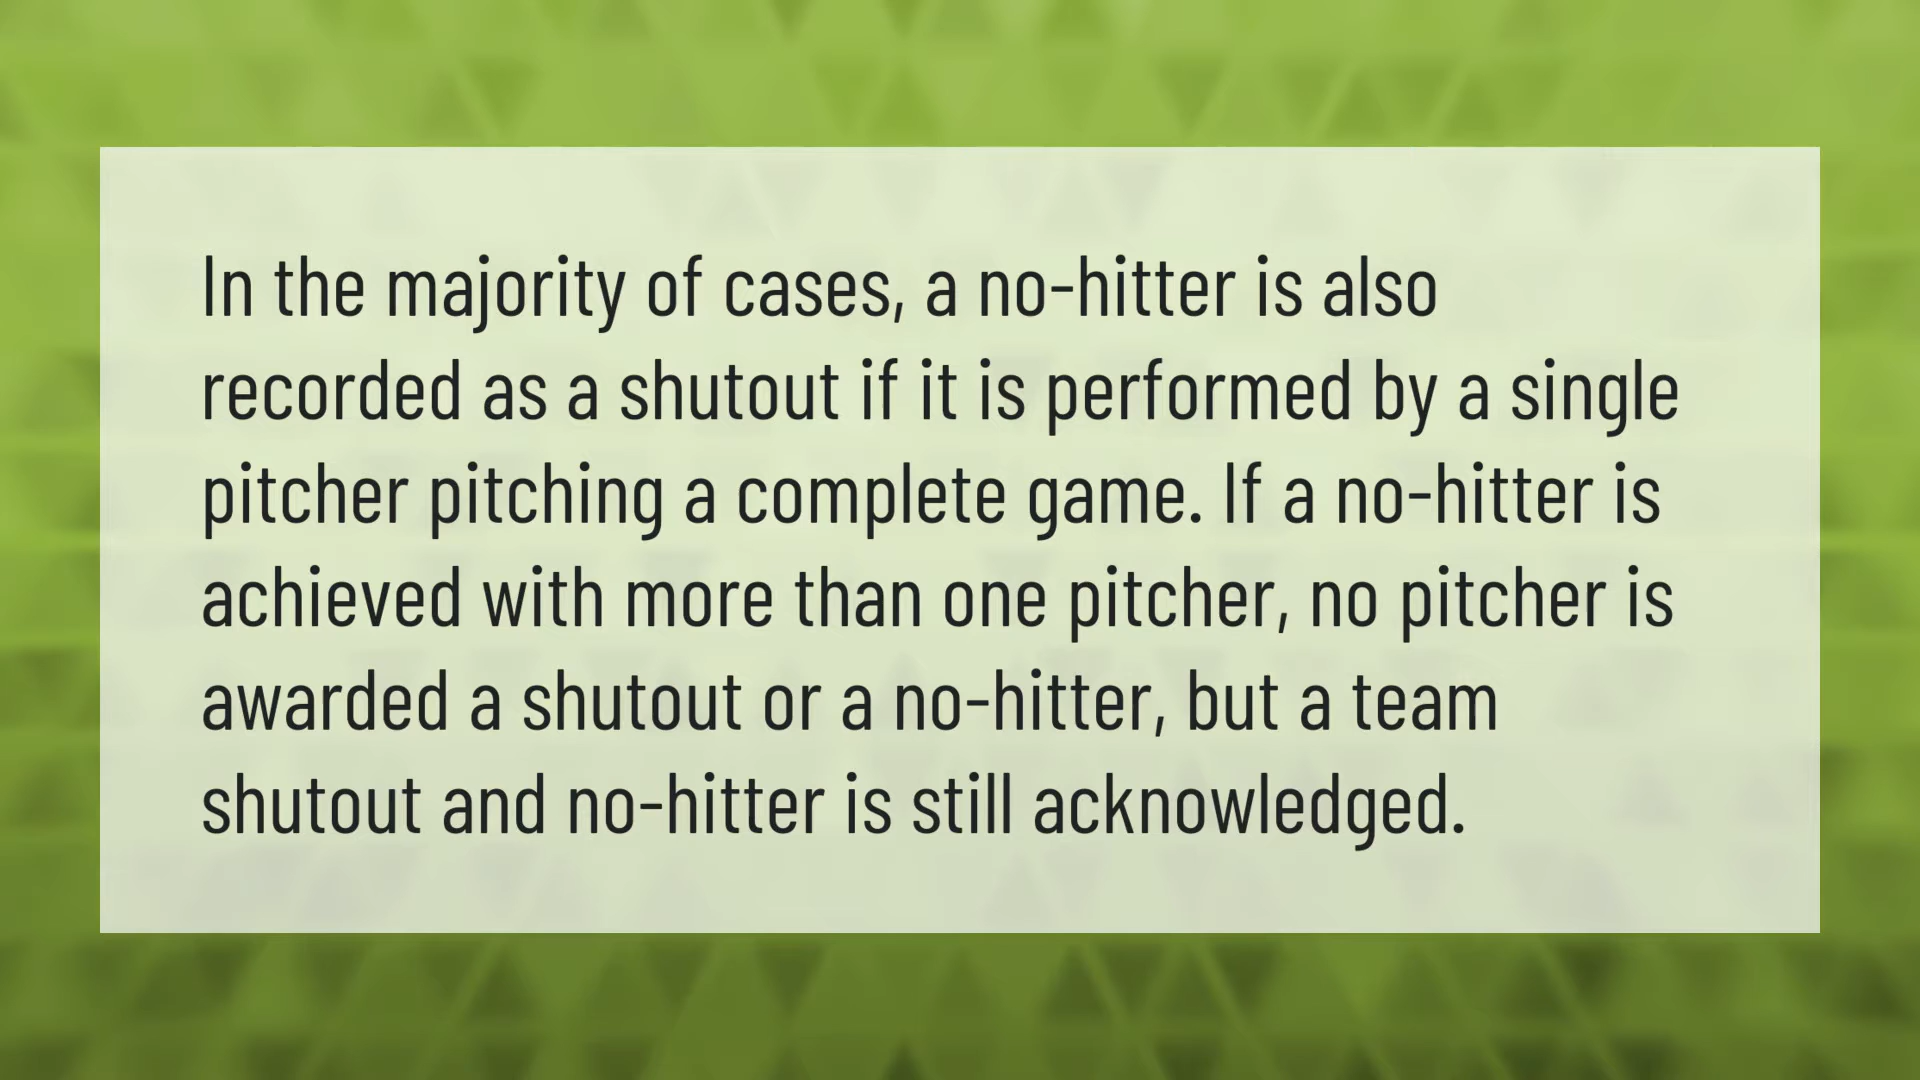 In the majority of cases, a no-hitter is also
recorded as a shutout if it is performed by a single
pitcher pitching a complete game. If a no-hitter is
achieved with more than one pitcher, no pitcher is
awarded a shutout or a no-hitter, but a team
shutout and no-hitter is still acknowledged.